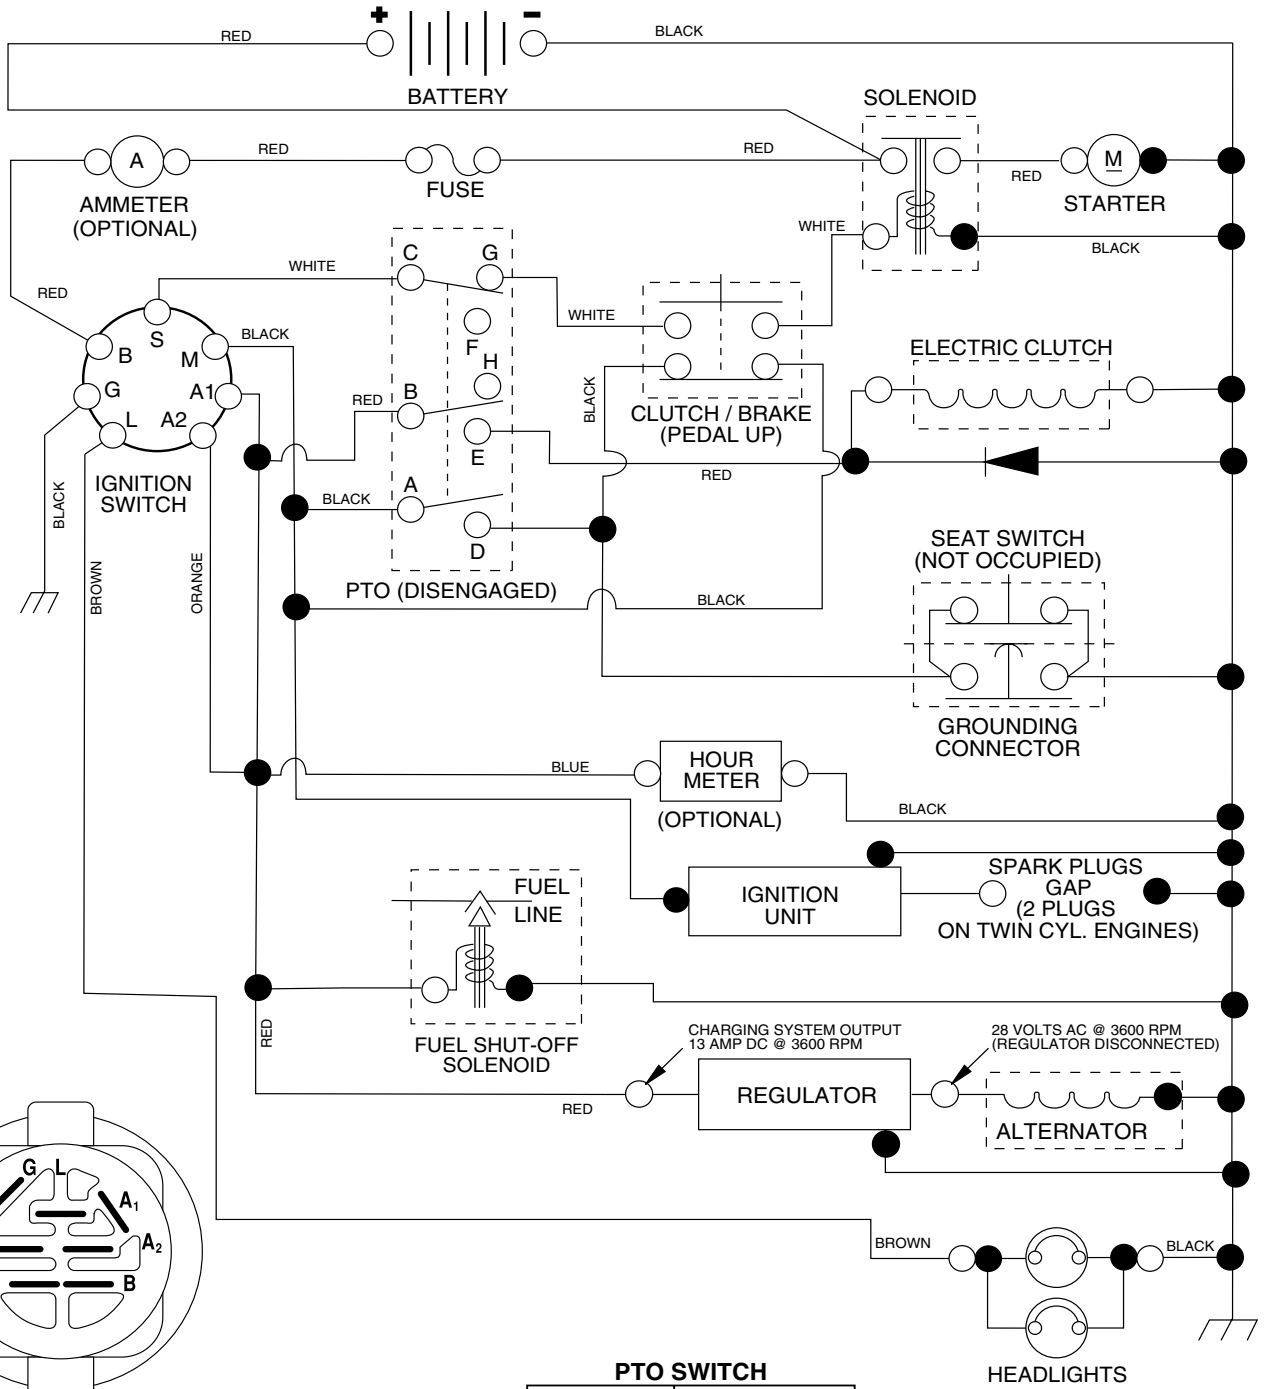 + −
RED
BLACK
BATTERY
SOLENOID
A
RED
RED
M
AMMETER
(OPTIONAL)
FUSE
RED
STARTER
WHITE
BLACK
C G
WHITE
RED
S
BLACK
WHITE
F
B
M
H
ELECTRIC CLUTCH
G
A1
B
RED
BLACK
CLUTCH / BRAKE
(PEDAL UP)
L A2
E
RED
IGNITION
SWITCH
A
BLACK
BLACK
D
SEAT SWITCH
(NOT OCCUPIED)
BROWN
ORANGE
PTO (DISENGAGED)
BLACK
GROUNDING
CONNECTOR
BLUE
HOUR
METER
(OPTIONAL)
BLACK
FUEL
LINE
IGNITION
UNIT
SPARK PLUGS
GAP
(2 PLUGS
ON TWIN CYL. ENGINES)
RED
FUEL SHUT-OFF
SOLENOID
CHARGING SYSTEM OUTPUT
13 AMP DC @ 3600 RPM
28 VOLTS AC @ 3600 RPM
(REGULATOR DISCONNECTED)
RED
REGULATOR
ALTERNATOR
G L
A1
A2
B
BROWN
BLACK
HEADLIGHTS
PTO SWITCH